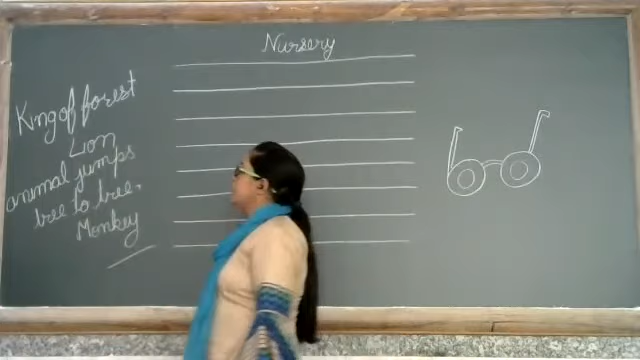 Nursery
King of forest
Lion
animal jumps
tree to tree.
Monkey